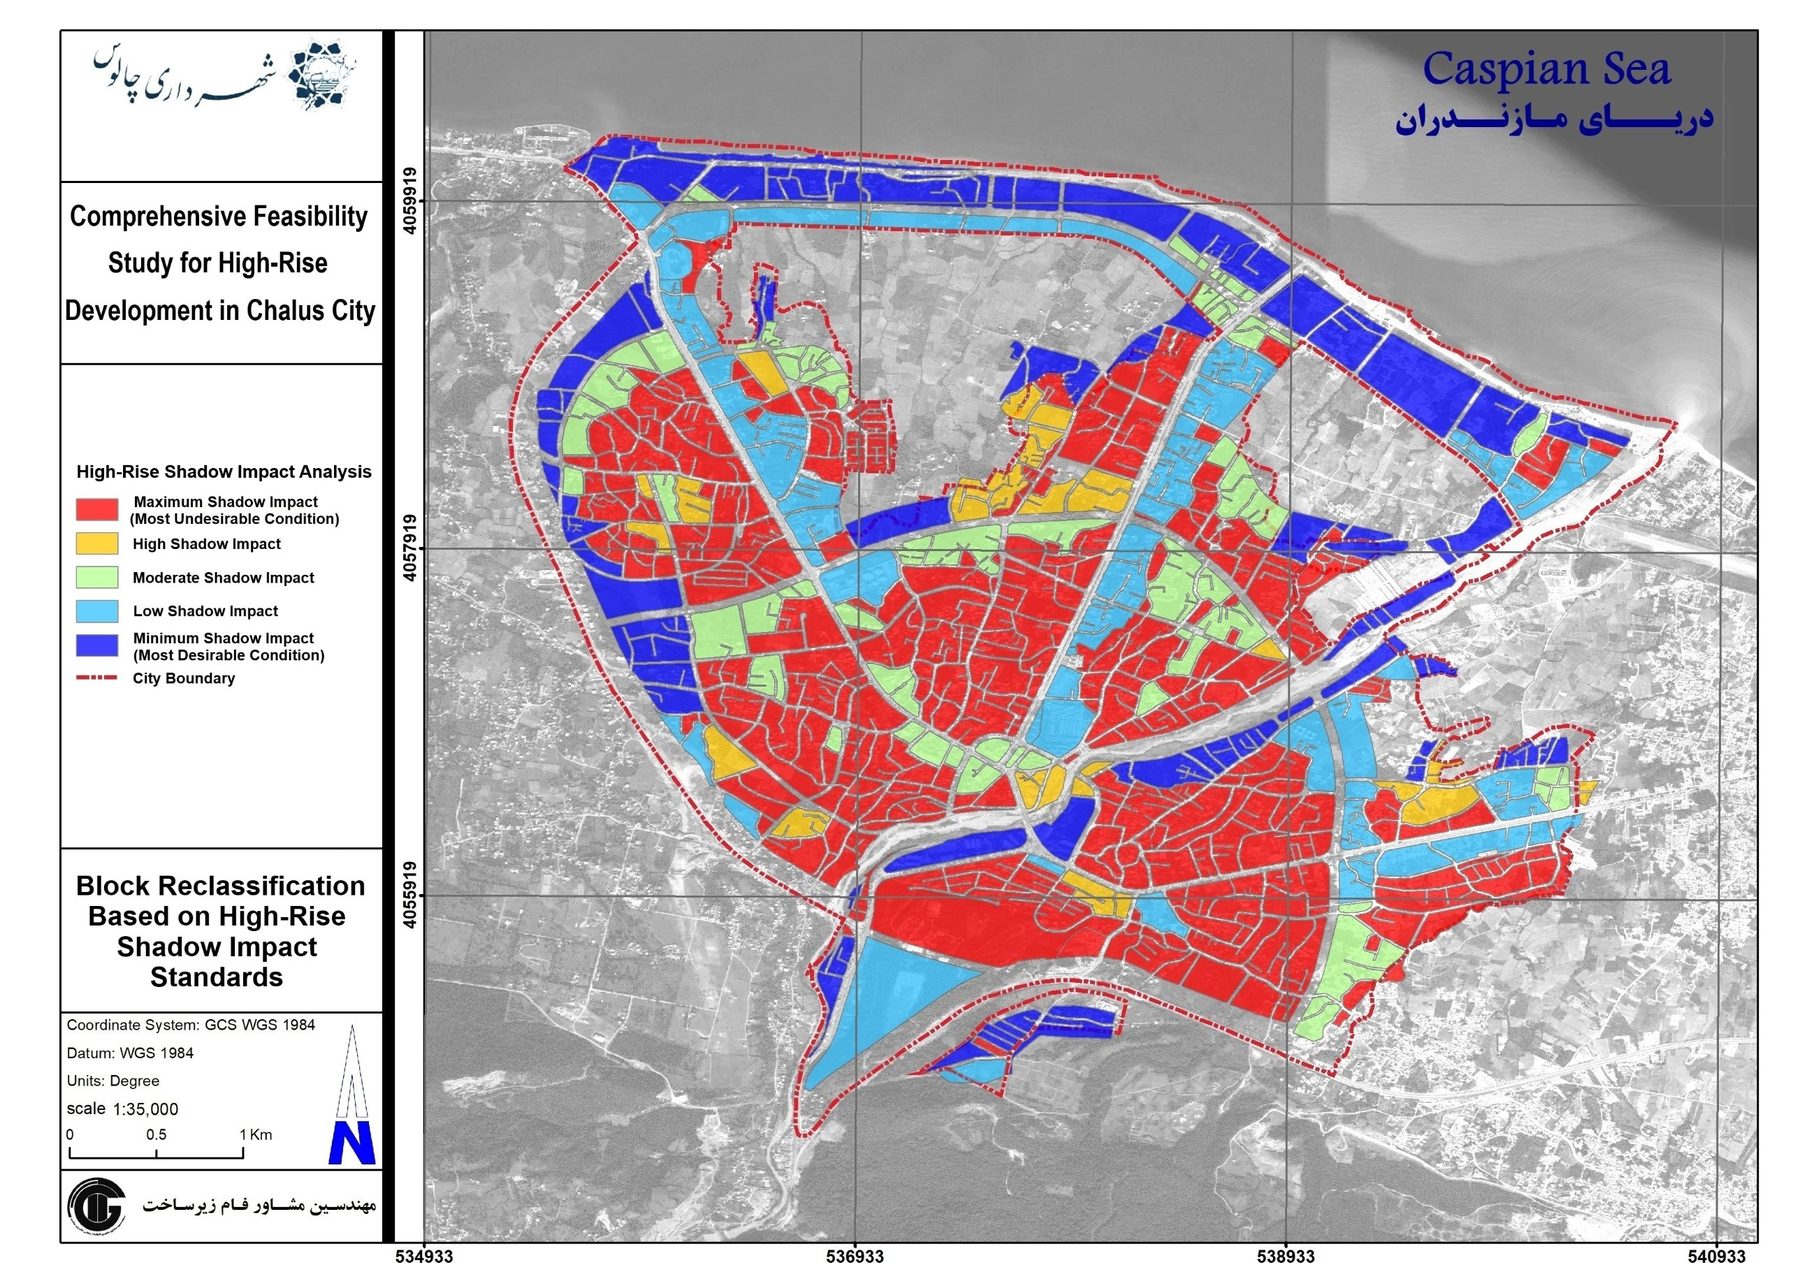 شهرداری چالوس
Comprehensive Feasibility
Study for High-Rise
Development in Chalus City
High-Rise Shadow Impact Analysis
Maximum Shadow Impact
(Most Undesirable Condition)
High Shadow Impact
Moderate Shadow Impact
Low Shadow Impact
Minimum Shadow Impact
(Most Desirable Condition)
City Boundary
Block Reclassification
Based on High-Rise
Shadow Impact
Standards
Coordinate System: GCS WGS 1984
Datum: WGS 1984
Units: Degree
scale 1:35,000
0 0.5 1 Km
N
مهندسین مشاور فام زیرساخت
Caspian Sea
دریای مازندران
4059919
4057919
4055919
534933 536933 538933 540933